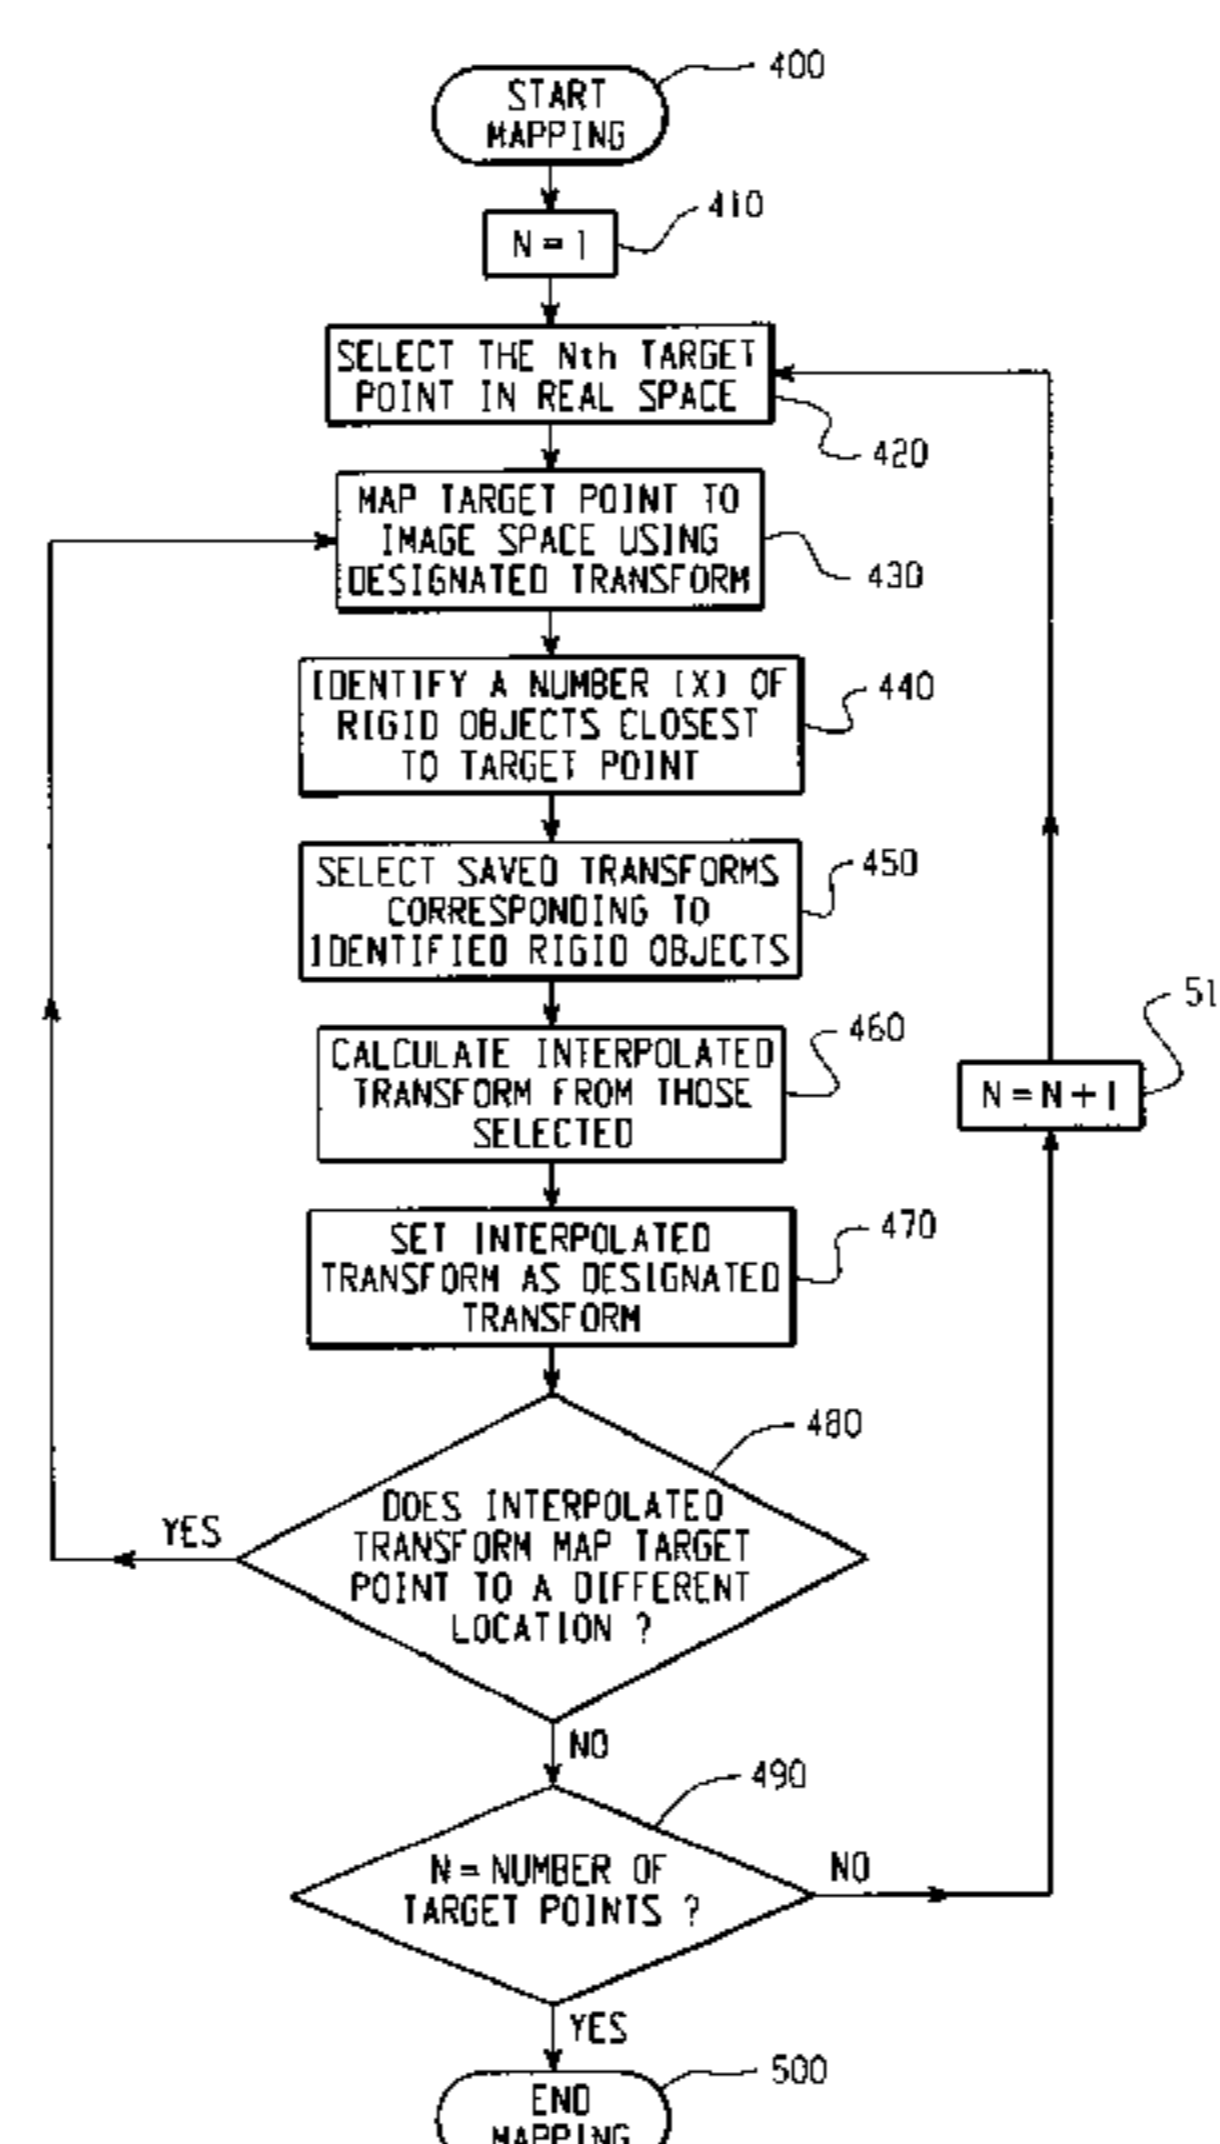 400
START
MAPPING
410
N = 1
SELECT THE Nth TARGET
POINT IN REAL SPACE
420
MAP TARGET POINT TO
IMAGE SPACE USING
DESIGNATED TRANSFORM
430
IDENTIFY A NUMBER (X) OF
RIGID OBJECTS CLOSEST
TO TARGET POINT
440
SELECT SAVED TRANSFORMS
CORRESPONDING TO
IDENTIFIED RIGID OBJECTS
450
51
CALCULATE INTERPOLATED
TRANSFORM FROM THOSE
SELECTED
460
N = N + 1
SET INTERPOLATED
TRANSFORM AS DESIGNATED
TRANSFORM
470
480
DOES INTERPOLATED
TRANSFORM MAP TARGET
POINT TO A DIFFERENT
LOCATION ?
YES
NO
490
N = NUMBER OF
TARGET POINTS ?
NO
YES
500
END
MAPPING